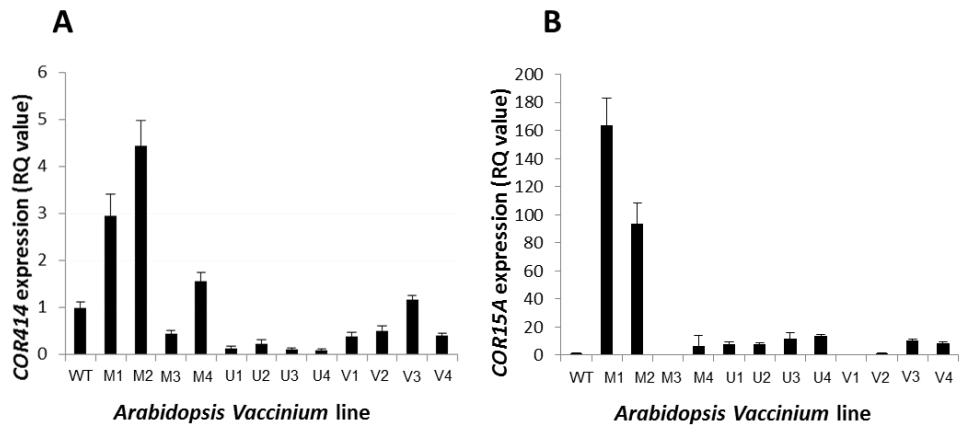 A
COR414 expression (RQ value)
6
5
4
3
2
1
0
WT M1 M2 M3 M4 U1 U2 U3 U4 V1 V2 V3 V4
Arabidopsis Vaccinium line
B
COR15A expression (RQ value)
200
180
160
140
120
100
80
60
40
20
0
WT M1 M2 M3 M4 U1 U2 U3 U4 V1 V2 V3 V4
Arabidopsis Vaccinium line